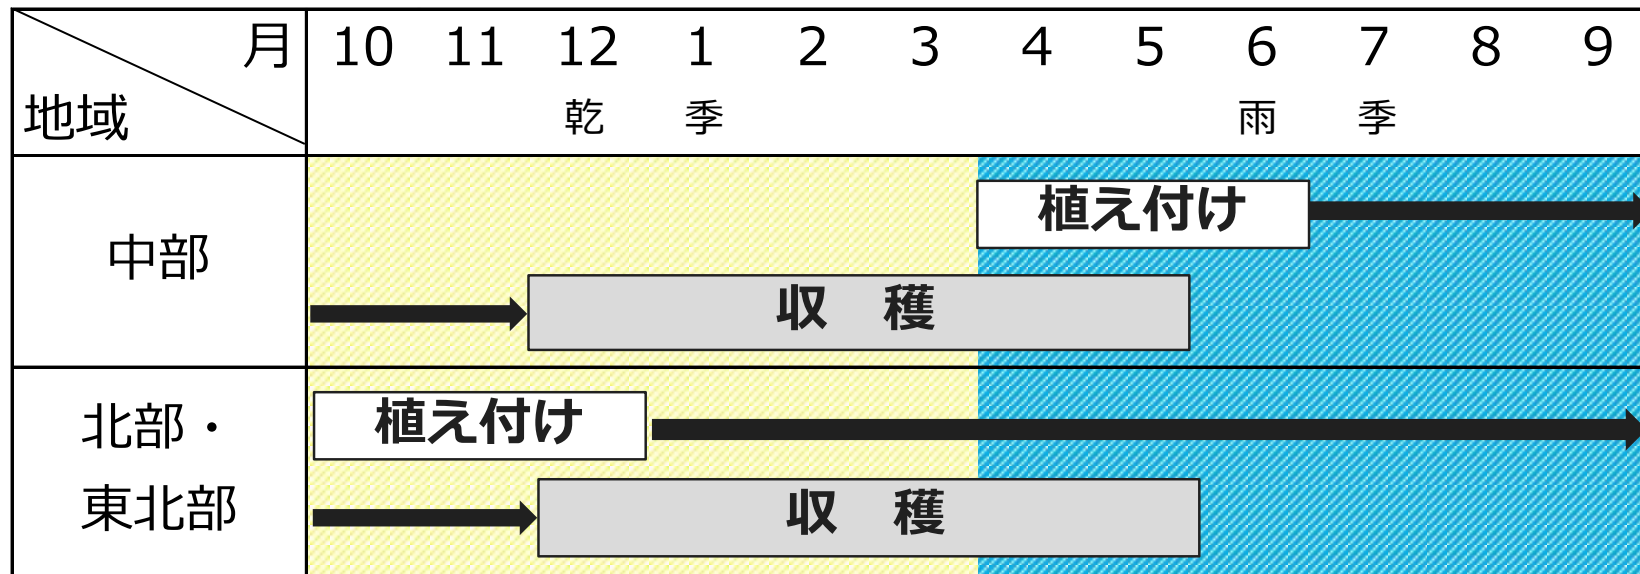 月 10 11 12 1 2 3 4 5 6 7 8 9
地域 乾 季 雨 季
植え付け
中部
収 穫
北部・ 植え付け
東北部 収 穫